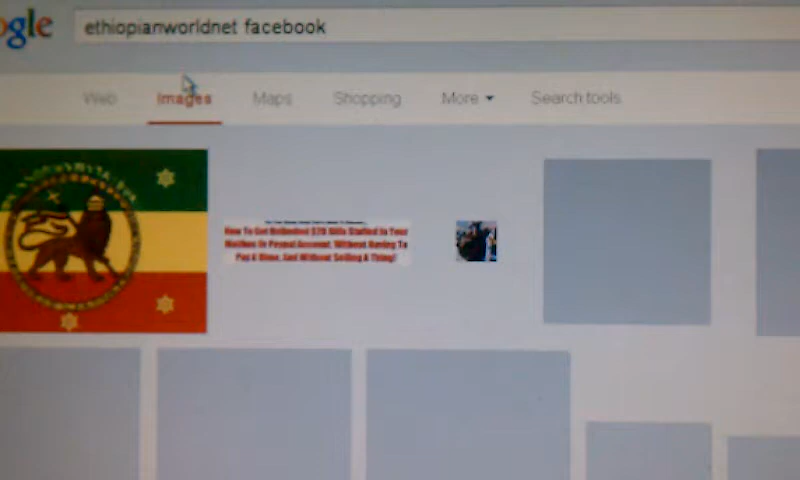 ogle
ethiopianworldnet facebook
Web Images Maps Shopping More Search tools
How To Get Unlimited $20 Bills Stuffed In Your
Mailbox Or Paypal Account, Without Having To
Pay A Dime, And Without Selling A Thing!